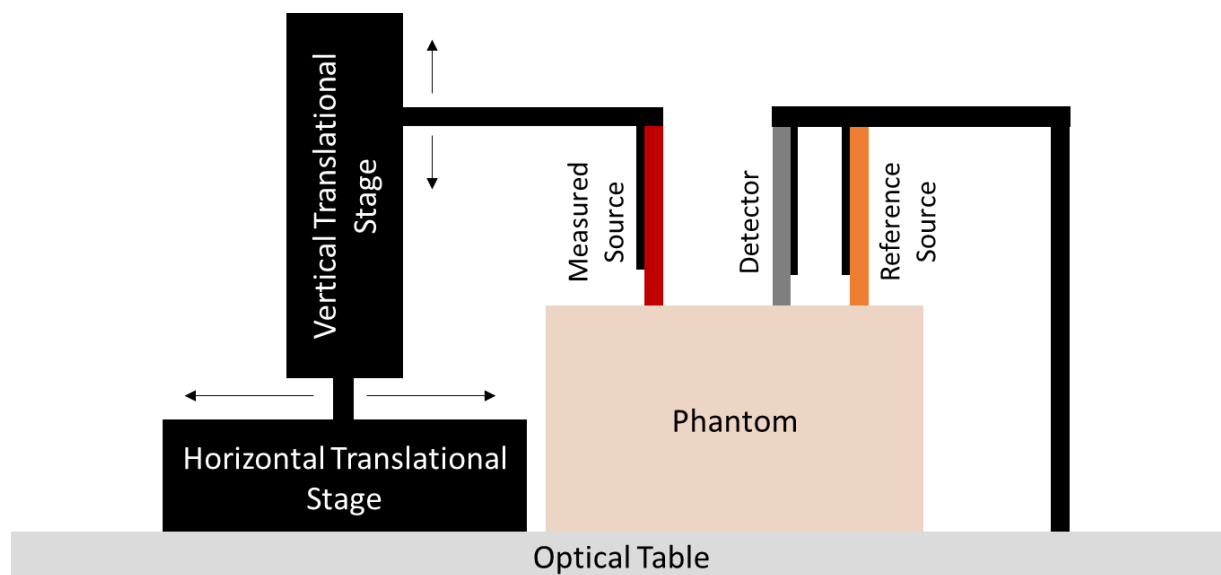 Vertical Translational
Stage
Measured
Source
Detector
Reference
Source
Phantom
Horizontal Translational
Stage
Optical Table